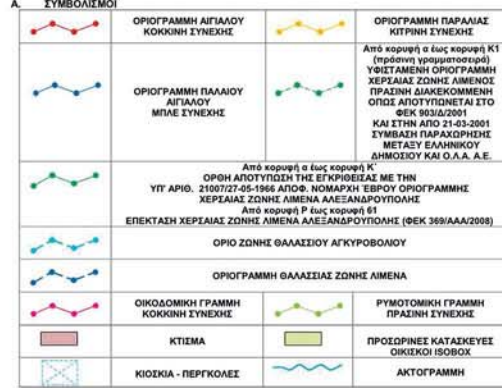 Α. ΣΥΜΒΟΛΙΣΜΟΙ
ΟΡΙΟΓΡΑΜΜΗ ΑΙΓΙΑΛΟΥ
ΚΟΚΚΙΝΗ ΣΥΝΕΧΗΣ
ΟΡΙΟΓΡΑΜΜΗ ΠΑΡΑΛΙΑΣ
ΚΙΤΡΙΝΗ ΣΥΝΕΧΗΣ
ΟΡΙΟΓΡΑΜΜΗ ΠΑΛΑΙΟΥ
ΑΙΓΙΑΛΟΥ
ΜΠΛΕ ΣΥΝΕΧΗΣ
Από κορυφή α έως κορυφή Κ1
(πράσινη γραμματοσειρά)
ΥΦΙΣΤΑΜΕΝΗ ΟΡΙΟΓΡΑΜΜΗ
ΧΕΡΣΑΙΑΣ ΖΩΝΗΣ ΛΙΜΕΝΟΣ
ΠΡΑΣΙΝΗ ΔΙΑΚΕΚΟΜΜΕΝΗ
ΟΠΩΣ ΑΠΟΤΥΠΩΝΕΤΑΙ ΣΤΟ
ΦΕΚ 903/Δ/2001
ΚΑΙ ΣΤΗΝ ΑΠΟ 21-03-2001
ΣΥΜΒΑΣΗ ΠΑΡΑΧΩΡΗΣΗΣ
ΜΕΤΑΞΥ ΕΛΛΗΝΙΚΟΥ
ΔΗΜΟΣΙΟΥ ΚΑΙ Ο.Λ.Α. Α.Ε.
Από κορυφή α έως κορυφή Κ΄
ΟΡΘΗ ΑΠΟΤΥΠΩΣΗ ΤΗΣ ΕΓΚΡΙΘΕΙΣΑΣ ΜΕ ΤΗΝ
ΥΠ' ΑΡΙΘ. 21007/27-05-1966 ΑΠΟΦ. ΝΟΜΑΡΧΗ ΈΒΡΟΥ ΟΡΙΟΓΡΑΜΜΗΣ
ΧΕΡΣΑΙΑΣ ΖΩΝΗΣ ΛΙΜΕΝΑ ΑΛΕΞΑΝΔΡΟΥΠΟΛΗΣ
Από κορυφή Ρ έως κορυφή 61
ΕΠΕΚΤΑΣΗ ΧΕΡΣΑΙΑΣ ΖΩΝΗΣ ΛΙΜΕΝΑ ΑΛΕΞΑΝΔΡΟΥΠΟΛΗΣ (ΦΕΚ 369/ΑΑΑ/2008)
ΟΡΙΟ ΖΩΝΗΣ ΘΑΛΑΣΣΙΟΥ ΑΓΚΥΡΟΒΟΛΙΟΥ
ΟΡΙΟΓΡΑΜΜΗ ΘΑΛΑΣΣΙΑΣ ΖΩΝΗΣ ΛΙΜΕΝΑ
ΟΙΚΟΔΟΜΙΚΗ ΓΡΑΜΜΗ
ΚΟΚΚΙΝΗ ΣΥΝΕΧΗΣ
ΡΥΜΟΤΟΜΙΚΗ ΓΡΑΜΜΗ
ΠΡΑΣΙΝΗ ΣΥΝΕΧΗΣ
ΚΤΙΣΜΑ
ΠΡΟΣΩΡΙΝΕΣ ΚΑΤΑΣΚΕΥΕΣ
ΟΙΚΙΣΚΟΙ ISOBOX
ΚΙΟΣΚΙΑ - ΠΕΡΓΚΟΛΕΣ
ΑΚΤΟΓΡΑΜΜΗ